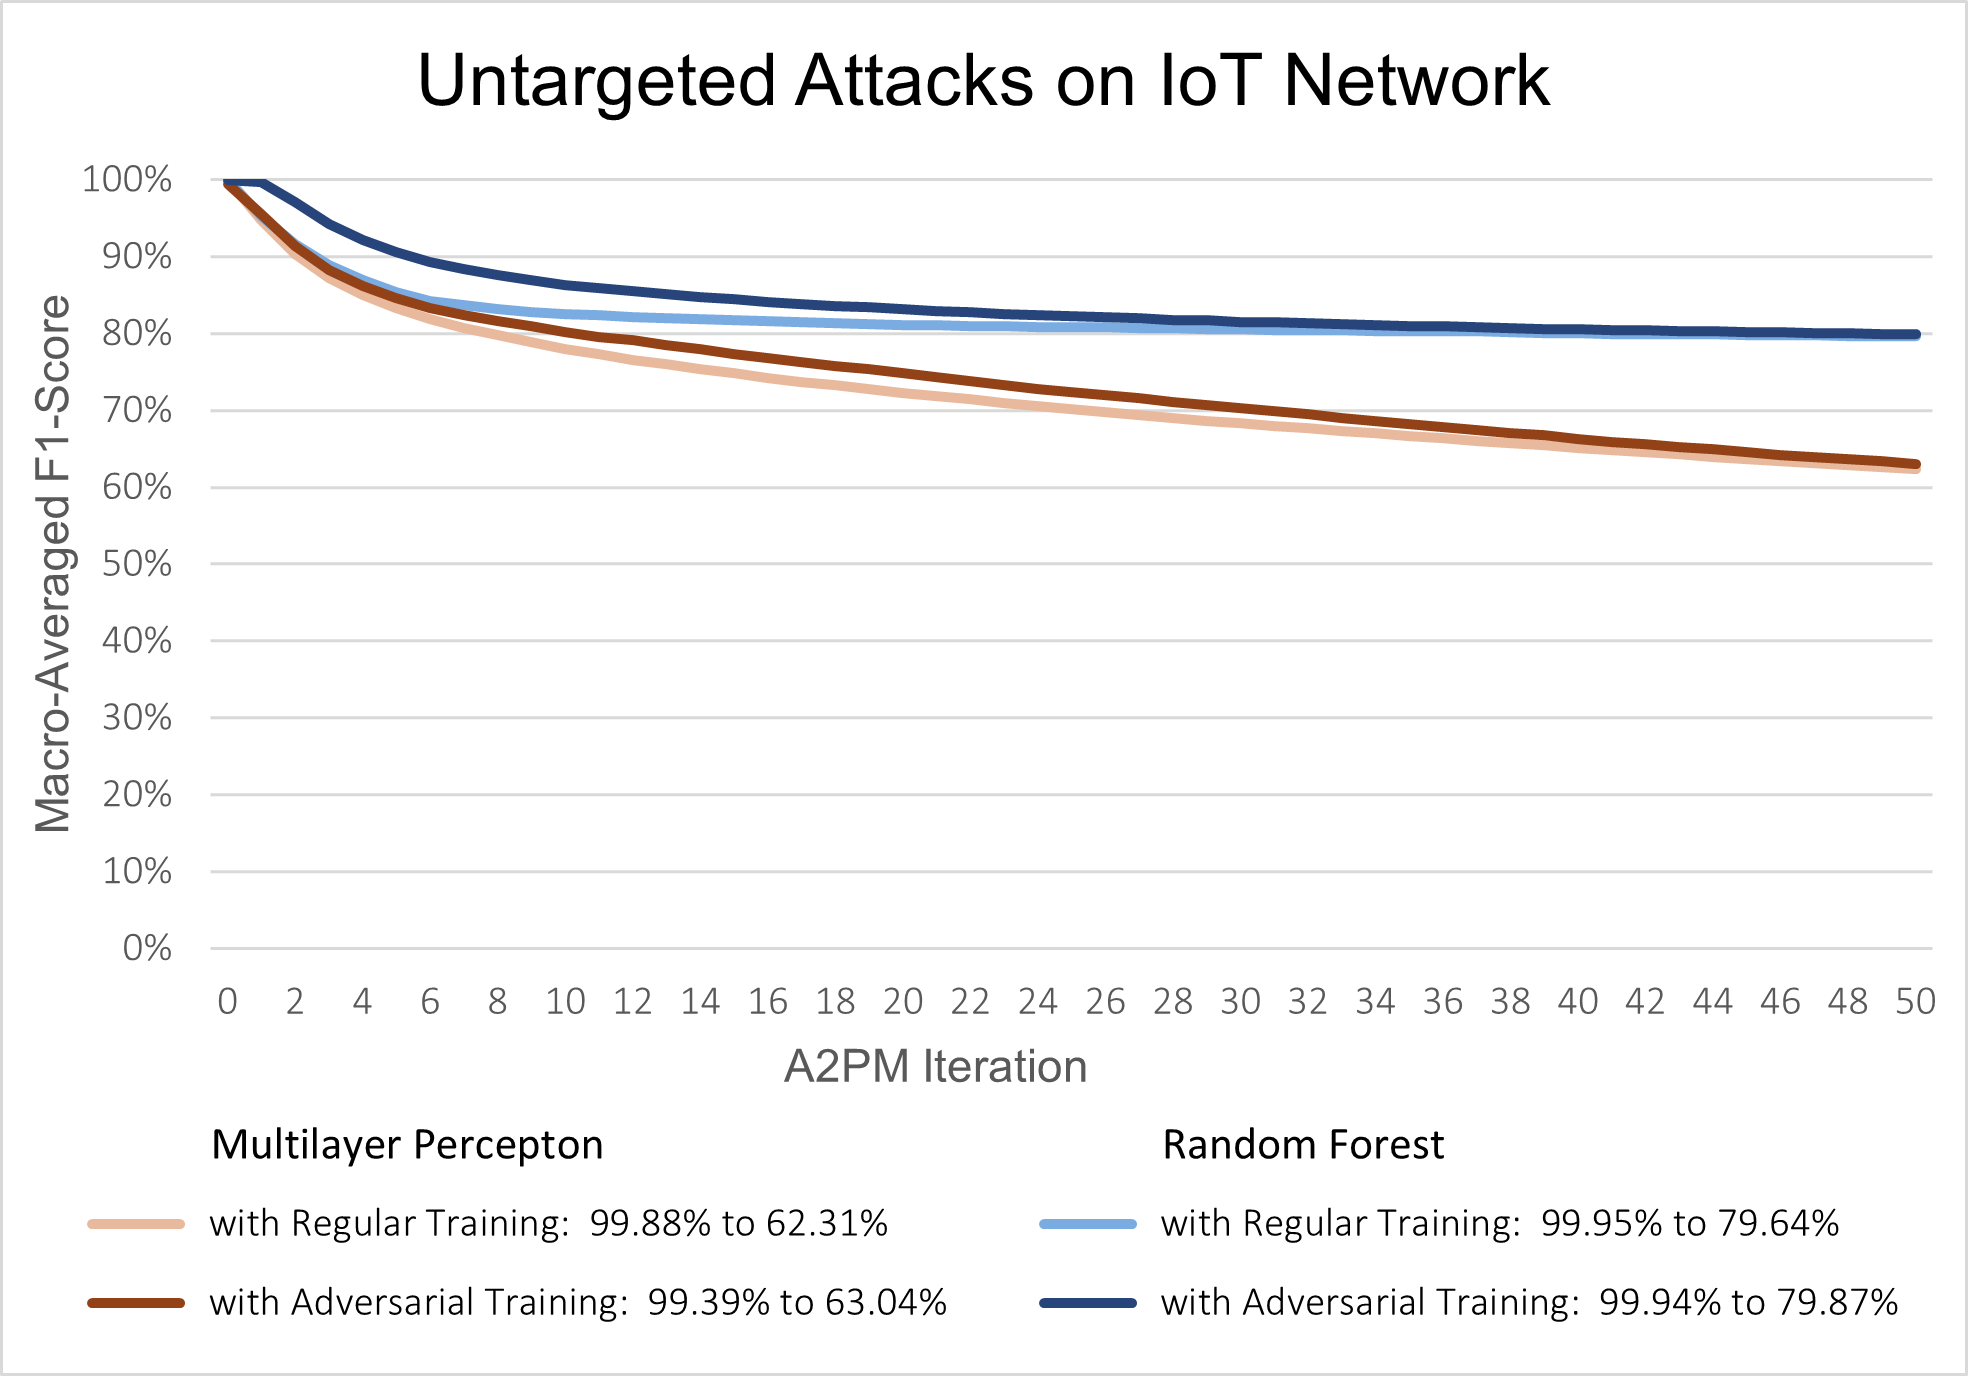 Untargeted Attacks on IoT Network
Macro-Averaged F1-Score
100%
90%
80%
70%
60%
50%
40%
30%
20%
10%
0%
0 2 4 6 8 10 12 14 16 18 20 22 24 26 28 30 32 34 36 38 40 42 44 46 48 50
A2PM Iteration
Multilayer Percepton
with Regular Training: 99.88% to 62.31%
with Adversarial Training: 99.39% to 63.04%
Random Forest
with Regular Training: 99.95% to 79.64%
with Adversarial Training: 99.94% to 79.87%